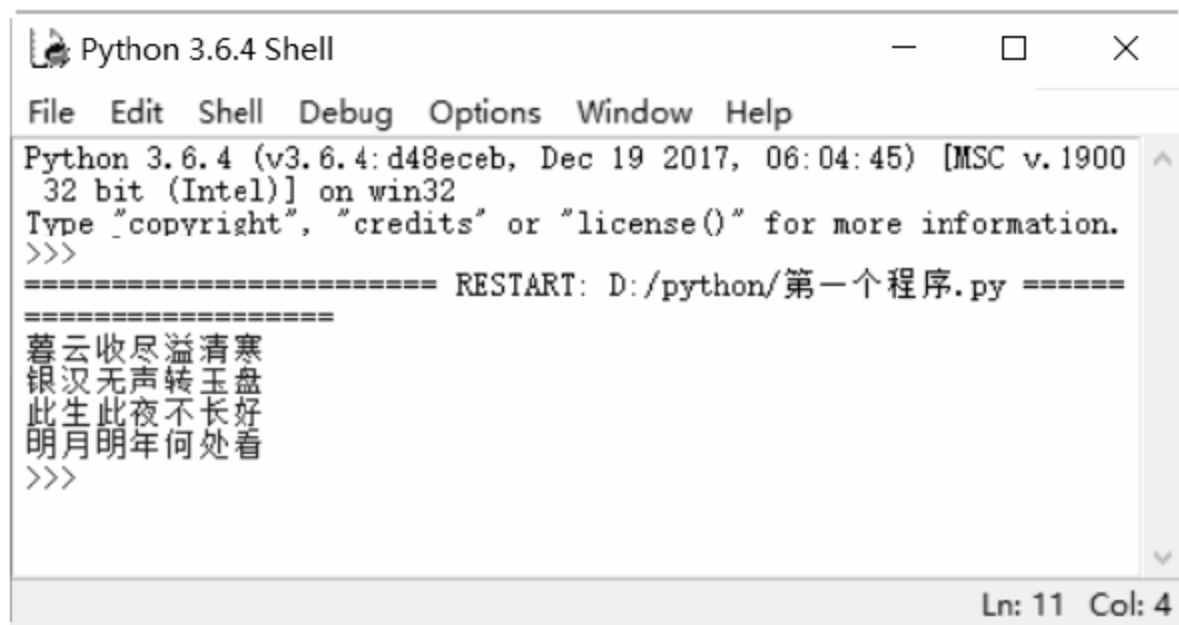 Python 3.6.4 Shell
File Edit Shell Debug Options Window Help
Python 3.6.4 (v3.6.4:d48eceb, Dec 19 2017, 06:04:45) [MSC v.1900
32 bit (Intel)] on win32
Type "copyright", "credits" or "license()" for more information.
>>>
======================== RESTART: D:/python/第一个程序.py ======
==================
暮云收尽溢清寒
银汉无声转玉盘
此生此夜不长好
明月明年何处看
>>>
Ln: 11 Col: 4